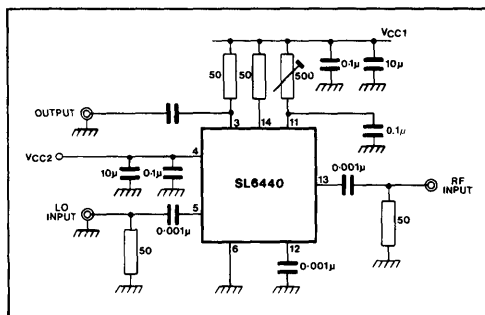 VCC1
50
50
500
0·1µ
10µ
OUTPUT
3
14
11
0.1µ
VCC2
4
10µ
0·1µ
SL6440
13
0·001µ
RF
INPUT
LO
INPUT
5
0·001µ
50
50
6
12
0·001µ